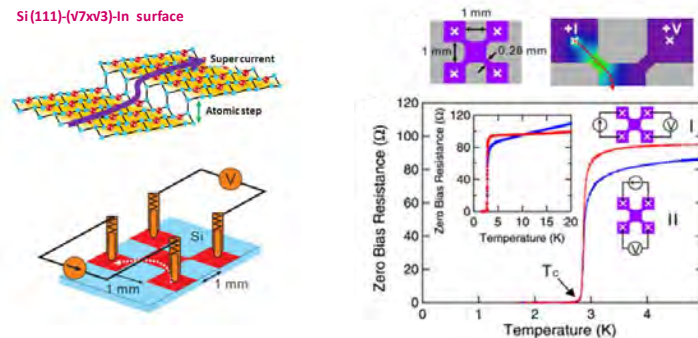 Si(111)-(√7x√3)-In surface
Supercurrent
Atomic step
V
Si
1 mm
1 mm
1 mm
1 mm
0.28 mm
+I
+V
Zero Bias Resistance (Ω)
120
100
80
60
40
20
0
Zero Bias Resistance (Ω)
120
80
40
0
5
10
15
20
Temperature (K)
V
I
II
V
Tc
0
1
2
3
4
Temperature (K)